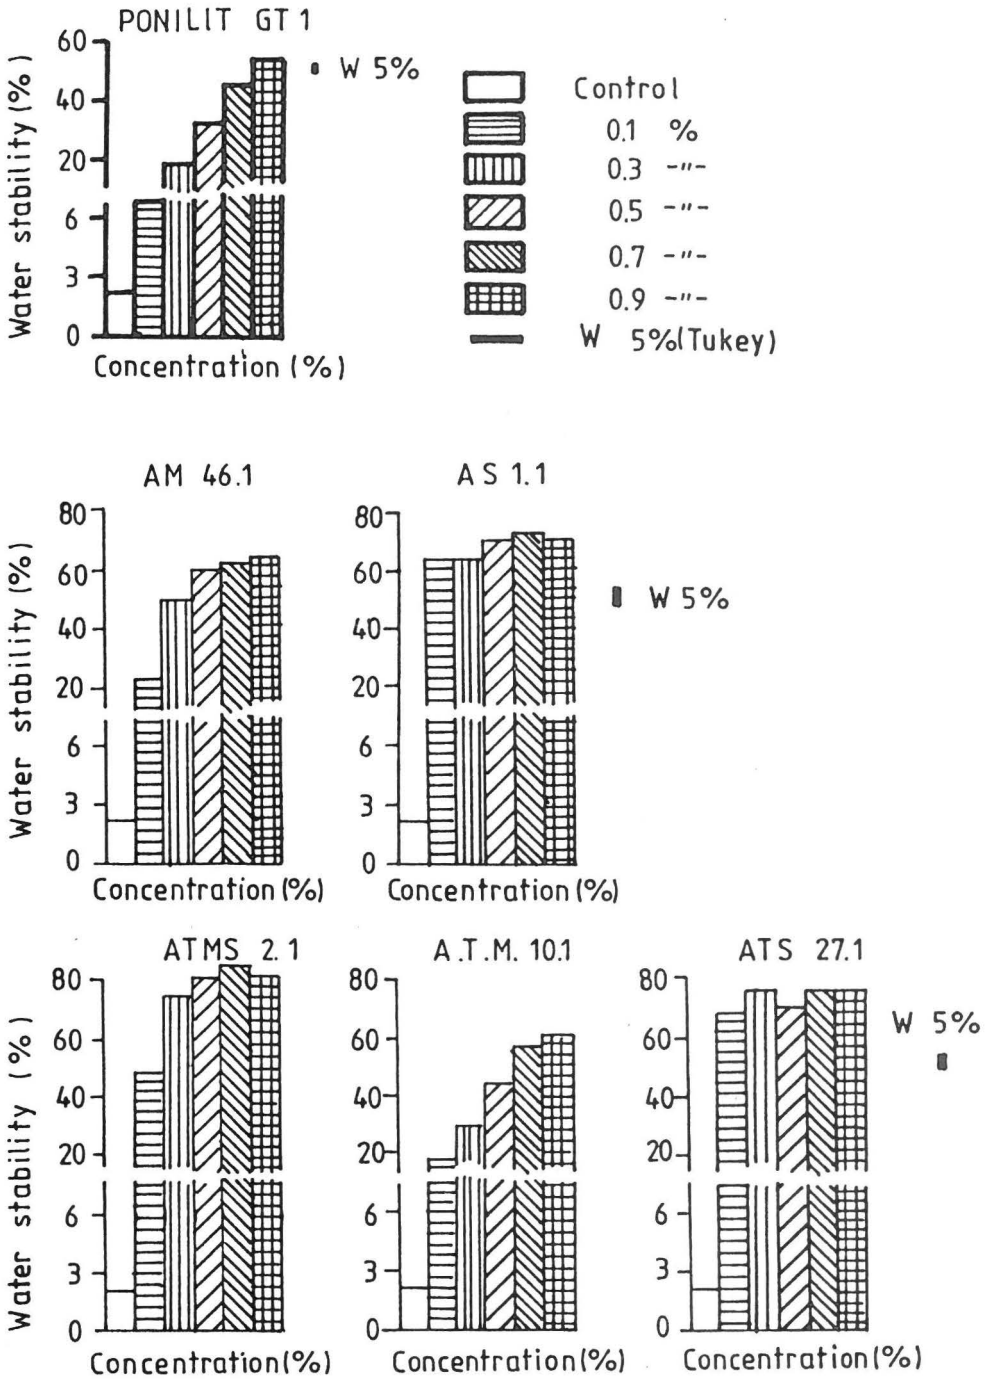 PONILIT GT 1
Water stability (%)
60
40
20
6
3
0
Concentration (%)
W 5%
Control
0.1 %
0.3 -"-
0.5 -"-
0.7 -"-
0.9 -"-
W 5%(Tukey)
AM 46.1
Water stability (%)
80
60
40
20
6
3
0
Concentration (%)
AS 1.1
80
60
40
20
6
3
0
Concentration (%)
W 5%
ATMS 2.1
Water stability (%)
80
60
40
20
6
3
0
Concentration (%)
A.T.M. 10.1
80
60
40
20
6
3
0
Concentration (%)
ATS 27.1
80
60
40
20
6
3
0
Concentration (%)
W 5%